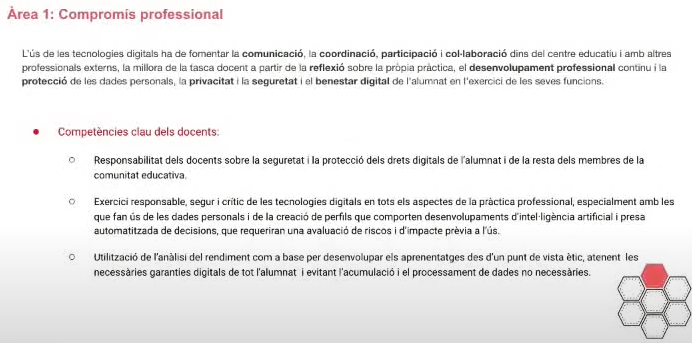 Àrea 1: Compromís professional
L'ús de les tecnologies digitals ha de fomentar la comunicació, la coordinació, participació i col·laboració dins del centre educatiu i amb altres
professionals externs, la millora de la tasca docent a partir de la reflexió sobre la pròpia pràctica, el desenvolupament professional continu i la
protecció de les dades personals, la privacitat i la seguretat i el benestar digital de l'alumnat en l'exercici de les seves funcions.
Competències clau dels docents:
Responsabilitat dels docents sobre la seguretat i la protecció dels drets digitals de l'alumnat i de la resta dels membres de la
comunitat educativa.
Exercici responsable, segur i crític de les tecnologies digitals en tots els aspectes de la pràctica professional, especialment amb les
que fan ús de les dades personals i de la creació de perfils que comporten desenvolupaments d'intel·ligència artificial i presa
automatitzada de decisions, que requeriran una avaluació de riscos i d'impacte prèvia a l'ús.
Utilització de l'anàlisi del rendiment com a base per desenvolupar els aprenentatges des d'un punt de vista ètic, atenent les
necessàries garanties digitals de tot l'alumnat i evitant l'acumulació i el processament de dades no necessàries.